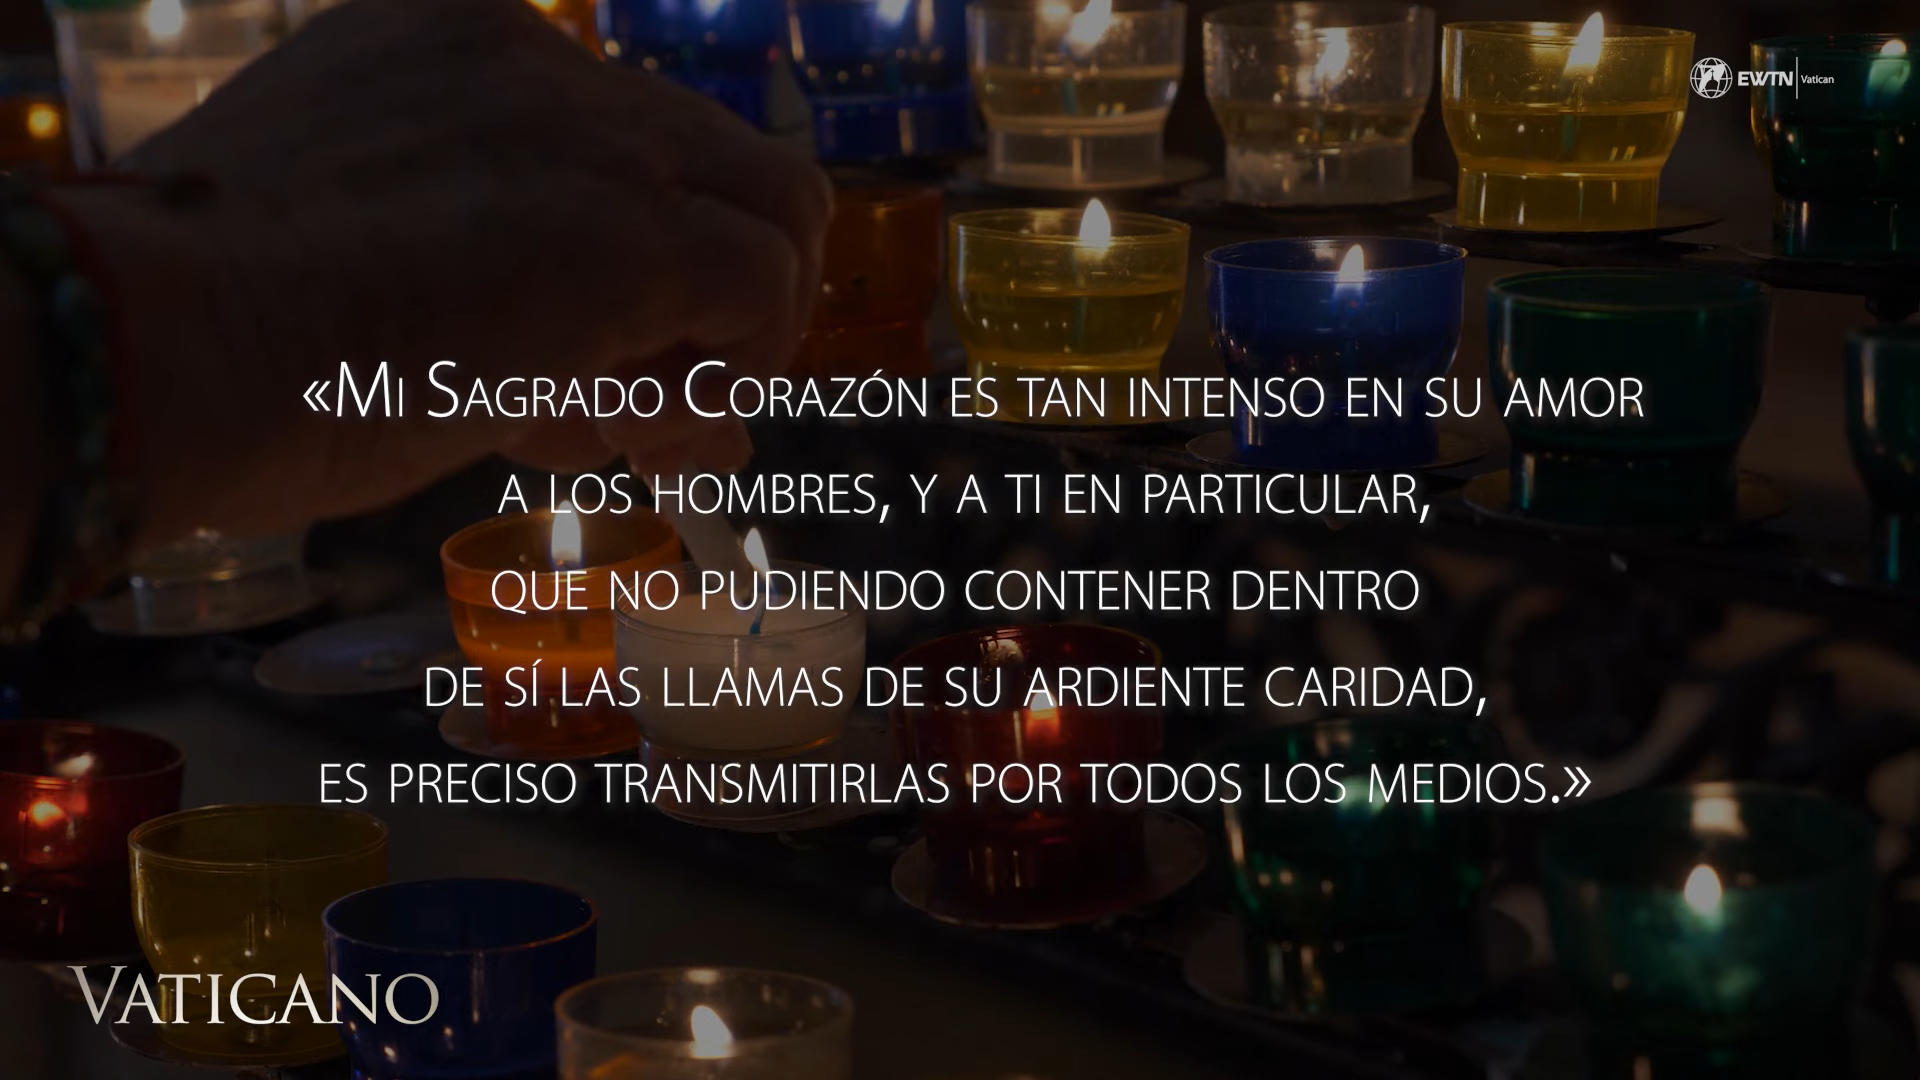 EWTN Vatican
«Mi Sagrado Corazón es tan intenso en su amor
a los hombres, y a ti en particular,
que no pudiendo contener dentro
de sí las llamas de su ardiente caridad,
es preciso transmitirlas por todos los medios.»
Vaticano